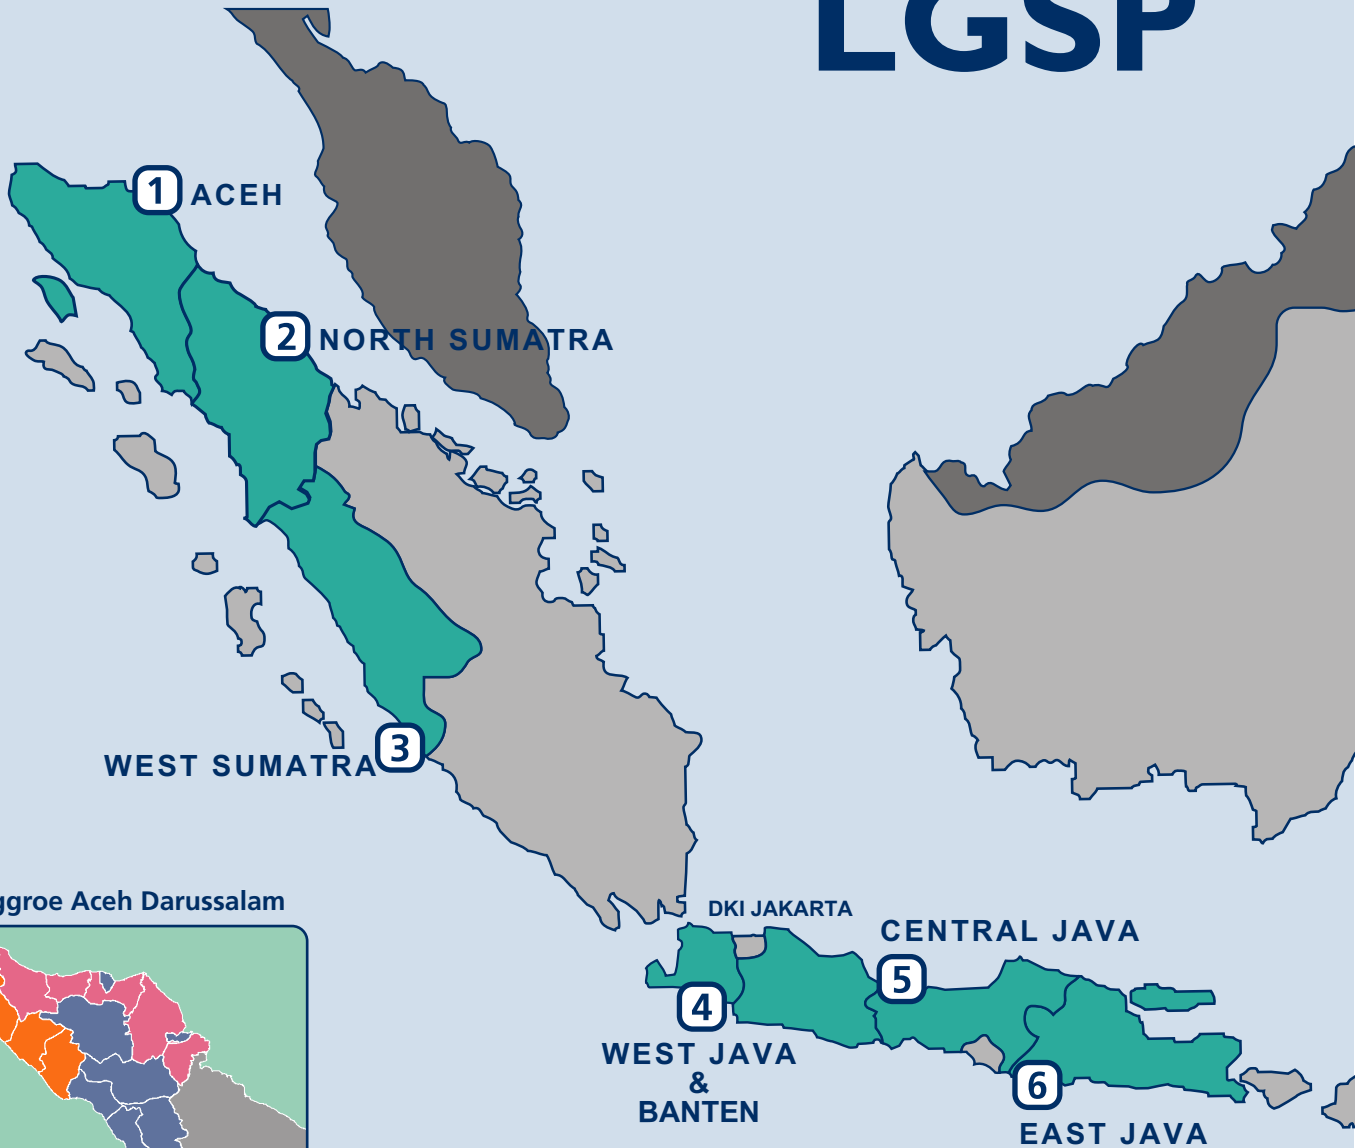 LGSP
1 ACEH
2 NORTH SUMATRA
3
WEST SUMATRA
ggroe Aceh Darussalam
DKI JAKARTA
CENTRAL JAVA
5
4
WEST JAVA
&
BANTEN
6
EAST JAVA